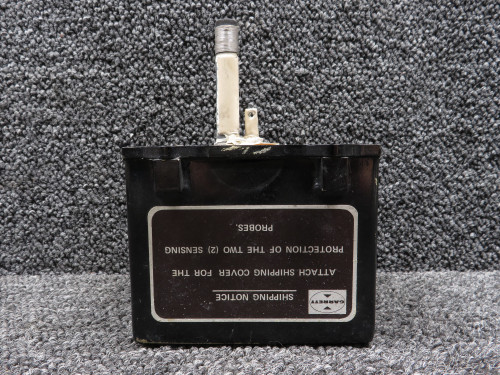 GARRETT
SHIPPING NOTICE
ATTACH SHIPPING COVER FOR THE
PROTECTION OF THE TWO (2) SENSING
PROBES.